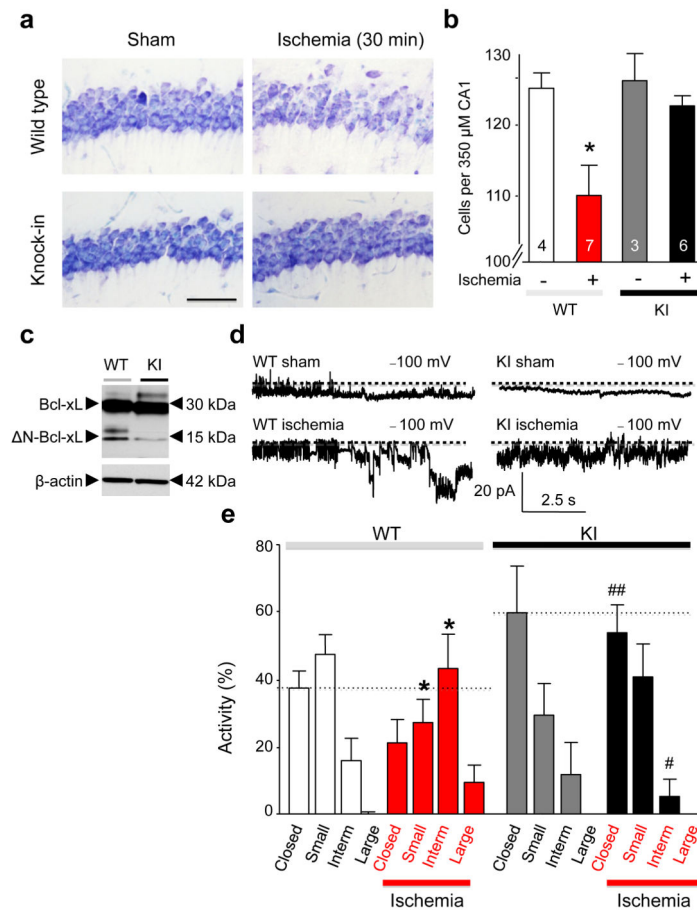 a
Sham
Ischemia (30 min)
Wild type
Knock-in
b
Cells per 350 µM CA1
130
120
110
100
*
4
7
3
6
Ischemia - + - +
WT
KI
c
WT KI
Bcl-xL
30 kDa
ΔN-Bcl-xL
15 kDa
β-actin
42 kDa
d
WT sham
–100 mV
KI sham
–100 mV
WT ischemia
–100 mV
KI ischemia
–100 mV
20 pA
2.5 s
e
WT
KI
Activity (%)
80
60
40
20
0
*
*
##
#
Closed
Small
Interm
Large
Closed
Small
Interm
Large
Closed
Small
Interm
Large
Closed
Small
Interm
Large
Ischemia
Ischemia